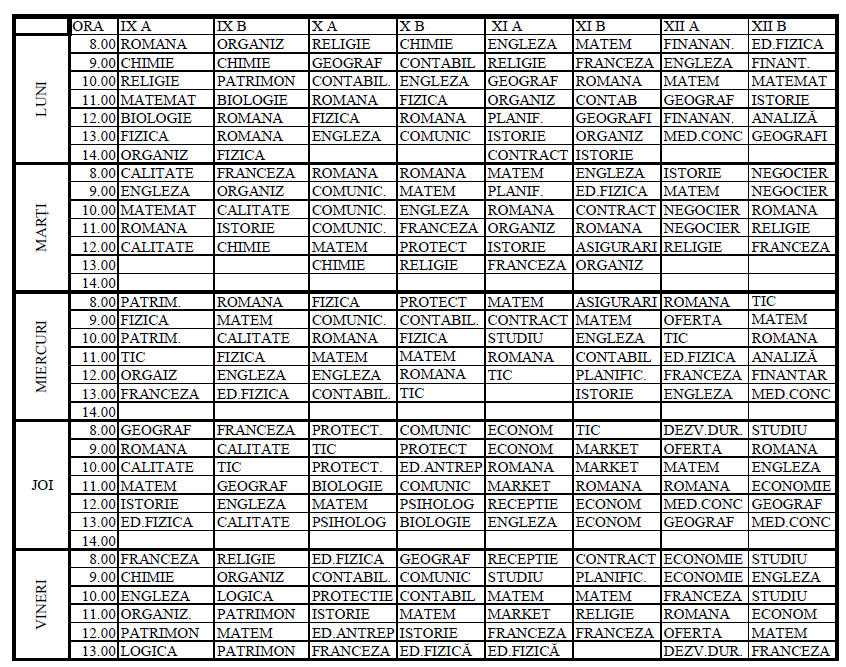 ORA IX A IX B X A X B XI A XI B XII A XII B
LUNI
8.00 ROMANA ORGANIZ RELIGIE CHIMIE ENGLEZA MATEM FINANAN. ED.FIZICA
9.00 CHIMIE CHIMIE GEOGRAF CONTABIL RELIGIE FRANCEZA ENGLEZA FINANT.
10.00 RELIGIE PATRIMON CONTABIL. ENGLEZA GEOGRAF ROMANA MATEM MATEMAT
11.00 MATEMAT BIOLOGIE ROMANA FIZICA ORGANIZ CONTAB GEOGRAF ISTORIE
12.00 BIOLOGIE ROMANA FIZICA ROMANA PLANIF. GEOGRAFI FINANAN. ANALIZĂ
13.00 FIZICA ROMANA ENGLEZA COMUNIC ISTORIE ORGANIZ MED.CONC GEOGRAFI
14.00 ORGANIZ FIZICA CONTRACT ISTORIE
MARȚI
8.00 CALITATE FRANCEZA ROMANA ROMANA MATEM ENGLEZA ISTORIE NEGOCIER
9.00 ENGLEZA ORGANIZ COMUNIC. MATEM PLANIF. ED.FIZICA MATEM NEGOCIER
10.00 MATEMAT CALITATE COMUNIC. ENGLEZA ROMANA CONTRACT NEGOCIER ROMANA
11.00 ROMANA ISTORIE COMUNIC. FRANCEZA ORGANIZ ROMANA NEGOCIER RELIGIE
12.00 CALITATE CHIMIE MATEM PROTECT ISTORIE ASIGURARI RELIGIE FRANCEZA
13.00 CHIMIE RELIGIE FRANCEZA ORGANIZ
14.00
MIERCURI
8.00 PATRIM. ROMANA FIZICA PROTECT MATEM ASIGURARI ROMANA TIC
9.00 FIZICA MATEM COMUNIC. CONTABIL. CONTRACT MATEM OFERTA MATEM
10.00 PATRIM. CALITATE ROMANA FIZICA STUDIU ENGLEZA TIC ROMANA
11.00 TIC FIZICA MATEM MATEM ROMANA CONTABIL ED.FIZICA ANALIZĂ
12.00 ORGAIZ ENGLEZA ENGLEZA ROMANA TIC PLANIFIC. FRANCEZA FINANTAR
13.00 FRANCEZA ED.FIZICA CONTABIL. TIC ISTORIE ENGLEZA MED.CONC
14.00
JOI
8.00 GEOGRAF FRANCEZA PROTECT. COMUNIC ECONOM TIC DEZV.DUR. STUDIU
9.00 ROMANA CALITATE TIC PROTECT ECONOM MARKET OFERTA ROMANA
10.00 CALITATE TIC PROTECT. ED.ANTREP ROMANA MARKET MATEM ENGLEZA
11.00 MATEM GEOGRAF BIOLOGIE COMUNIC MARKET ROMANA ROMANA ECONOMIE
12.00 ISTORIE ENGLEZA MATEM PSIHOLOG RECEPTIE ECONOM MED.CONC GEOGRAF
13.00 ED.FIZICA CALITATE PSIHOLOG BIOLOGIE ENGLEZA ECONOM GEOGRAF MED.CONC
14.00
VINERI
8.00 FRANCEZA RELIGIE ED.FIZICA GEOGRAF RECEPTIE CONTRACT ECONOMIE STUDIU
9.00 CHIMIE ORGANIZ CONTABIL. COMUNIC STUDIU PLANIFIC. ECONOMIE ENGLEZA
10.00 ENGLEZA LOGICA PROTECTIE CONTABIL MATEM MATEM FRANCEZA STUDIU
11.00 ORGANIZ. PATRIMON ISTORIE MATEM MARKET RELIGIE ROMANA ECONOM
12.00 PATRIMON MATEM ED.ANTREP ISTORIE FRANCEZA FRANCEZA OFERTA MATEM
13.00 LOGICA PATRIMON FRANCEZA ED.FIZICĂ ED.FIZICĂ DEZV.DUR. FRANCEZA